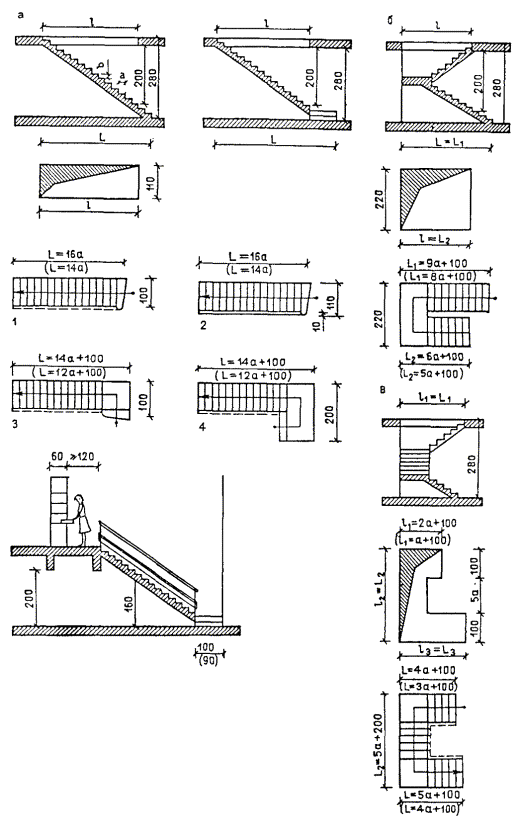 а
l
ρ
a
200
280
L
l
200
280
L
б
l
200
280
L = L₁
110
l
220
l = L₂
L = 16a
(L = 14a)
100
1
L = 16a
(L = 14a)
110
10
2
L₁ = 9a + 100
(L₁ = 8a + 100)
220
L₂ = 6a + 100
(L₂ = 5a + 100)
L = 14a + 100
(L = 12a + 100)
100
3
L = 14a + 100
(L = 12a + 100)
200
4
в
l₁ = L₁
280
60
≥120
200
160
100
(90)
l₁ = 2a + 100
(l₁ = a + 100)
l₂ = L₂
5a
100
100
l₃ = L₃
L = 4a + 100
(L = 3a + 100)
L₂ = 5a + 200
L = 5a + 100
(L = 4a + 100)